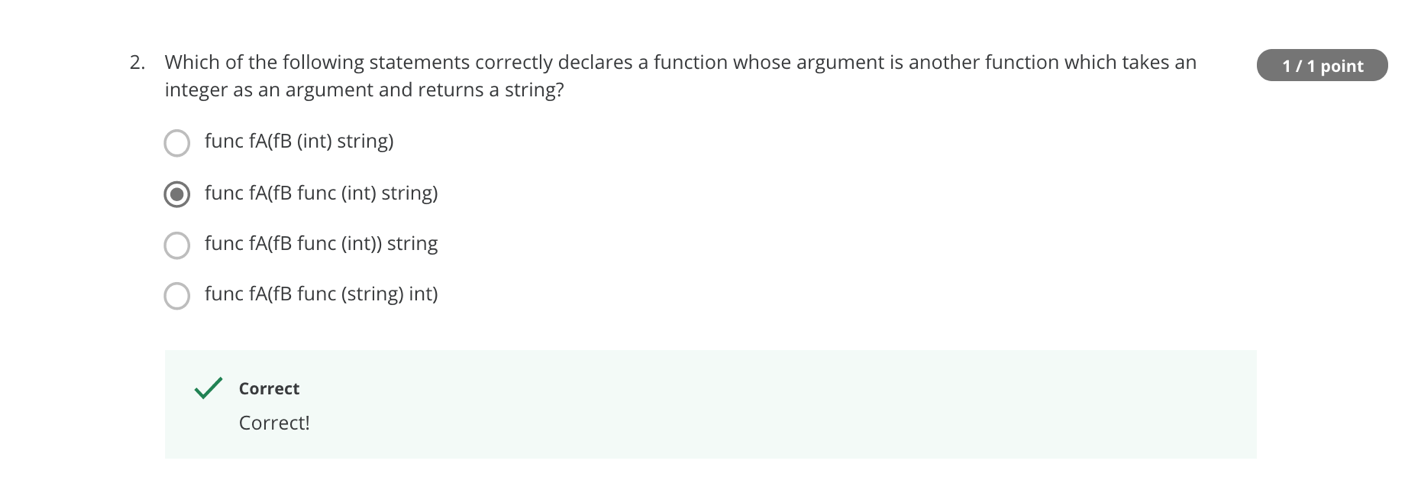 2. Which of the following statements correctly declares a function whose argument is another function which takes an
1 / 1 point
integer as an argument and returns a string?
func fA(fB (int) string)
func fA(fB func (int) string)
func fA(fB func (int)) string
func fA(fB func (string) int)
Correct
Correct!